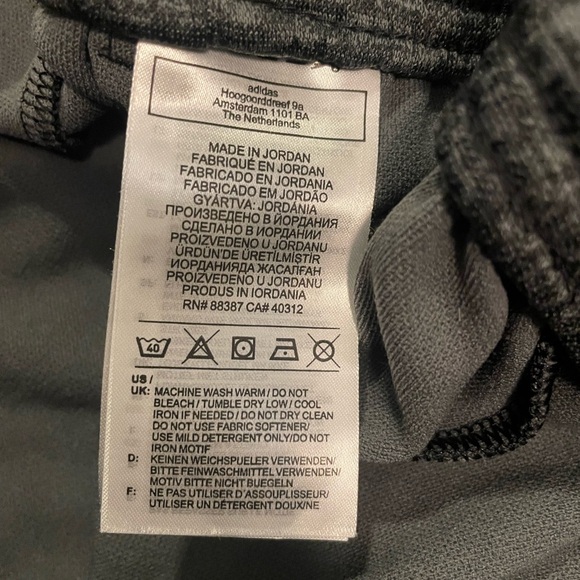 adidas
Hoogoorddreef 9a
Amsterdam 1101 BA
The Netherlands
MADE IN JORDAN
FABRIQUÉ EN JORDAN
FABRICADO EN JORDANIA
FABRICADO EM JORDÃO
GYÁRTVA: JORDÁNIA
ПРОИЗВЕДЕНО В ЙОРДАНИЯ
СДЕЛАНО В ИОРДАНИИ
PROIZVEDENO U JORDANU
ÜRDÜN'DE ÜRETİLMİŞTİR
ИОРДАНИЯДА ЖАСАЛҒАН
PROIZVEDENO U JORDANU
PRODUS IN IORDANIA
RN# 88387 CA# 40312
40
US /
UK: MACHINE WASH WARM / DO NOT
BLEACH / TUMBLE DRY LOW / COOL
IRON IF NEEDED / DO NOT DRY CLEAN
DO NOT USE FABRIC SOFTENER/
USE MILD DETERGENT ONLY/DO NOT
IRON MOTIF
D: KEINEN WEICHSPUELER VERWENDEN/
BITTE FEINWASCHMITTEL VERWENDEN/
MOTIV BITTE NICHT BUEGELN
F: NE PAS UTILISER D'ASSOUPLISSEUR/
UTILISER UN DÉTERGENT DOUX/NE